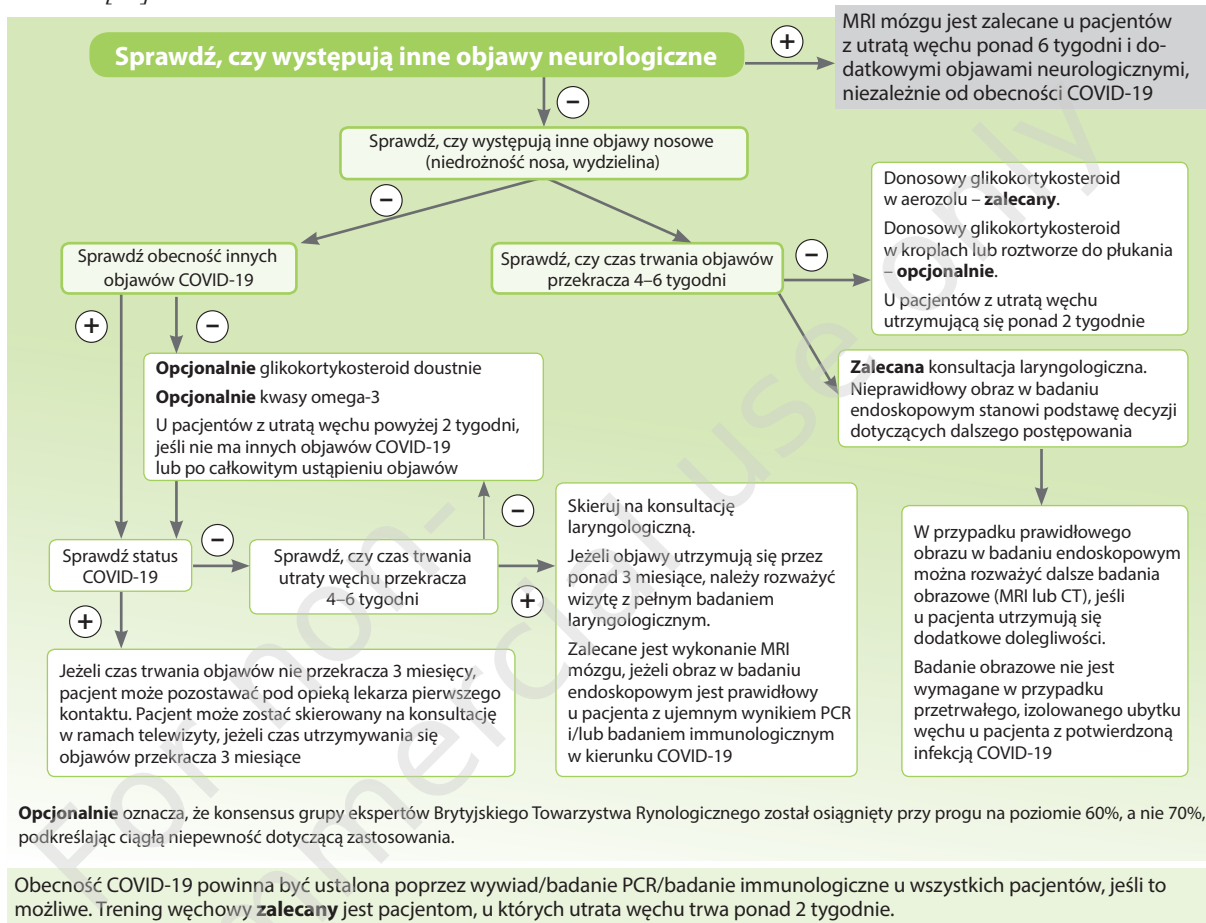 Sprawdź, czy występują inne objawy neurologiczne
+
MRI mózgu jest zalecane u pacjentów
z utratą węchu ponad 6 tygodni i do-
datkowymi objawami neurologicznymi,
niezależnie od obecności COVID-19
–
Sprawdź, czy występują inne objawy nosowe
(niedrożność nosa, wydzielina)
–
Sprawdź obecność innych
objawów COVID-19
Sprawdź, czy czas trwania objawów
przekracza 4–6 tygodni
–
Donosowy glikokortykosteroid
w aerozolu – zalecany.
Donosowy glikokortykosteroid
w kroplach lub roztworze do płukania
– opcjonalnie.
U pacjentów z utratą węchu
utrzymującą się ponad 2 tygodnie
+
–
Opcjonalnie glikokortykosteroid doustnie
Opcjonalnie kwasy omega-3
U pacjentów z utratą węchu powyżej 2 tygodni,
jeśli nie ma innych objawów COVID-19
lub po całkowitym ustąpieniu objawów
Zalecana konsultacja laryngologiczna.
Nieprawidłowy obraz w badaniu
endoskopowym stanowi podstawę decyzji
dotyczących dalszego postępowania
Sprawdź status
COVID-19
–
Sprawdź, czy czas trwania
utraty węchu przekracza
4–6 tygodni
–
+
Skieruj na konsultację
laryngologiczną.
Jeżeli objawy utrzymują się przez
ponad 3 miesiące, należy rozważyć
wizytę z pełnym badaniem
laryngologicznym.
Zalecane jest wykonanie MRI
mózgu, jeżeli obraz w badaniu
endoskopowym jest prawidłowy
u pacjenta z ujemnym wynikiem PCR
i/lub badaniem immunologicznym
w kierunku COVID-19
W przypadku prawidłowego
obrazu w badaniu endoskopowym
można rozważyć dalsze badania
obrazowe (MRI lub CT), jeśli
u pacjenta utrzymują się
dodatkowe dolegliwości.
Badanie obrazowe nie jest
wymagane w przypadku
przetrwałego, izolowanego ubytku
węchu u pacjenta z potwierdzoną
infekcją COVID-19
+
Jeżeli czas trwania objawów nie przekracza 3 miesięcy,
pacjent może pozostawać pod opieką lekarza pierwszego
kontaktu. Pacjent może zostać skierowany na konsultację
w ramach telewizyty, jeżeli czas utrzymywania się
objawów przekracza 3 miesiące
Opcjonalnie oznacza, że konsensus grupy ekspertów Brytyjskiego Towarzystwa Rynologicznego został osiągnięty przy progu na poziomie 60%, a nie 70%,
podkreślając ciągłą niepewność dotyczącą zastosowania.
Obecność COVID-19 powinna być ustalona poprzez wywiad/badanie PCR/badanie immunologiczne u wszystkich pacjentów, jeśli to
możliwe. Trening węchowy zalecany jest pacjentom, u których utrata węchu trwa ponad 2 tygodnie.
For non-
mmercial use only